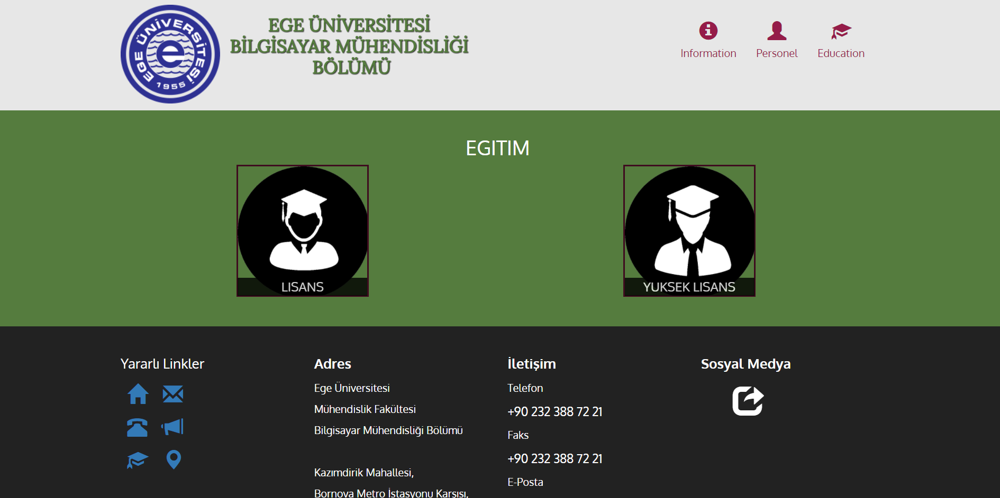 EGE ÜNİVERSİTESİ
1955
e
EGE ÜNİVERSİTESİ
BİLGİSAYAR MÜHENDİSLİĞİ
BÖLÜMÜ
Information
Personel
Education
EGITIM
LISANS
YUKSEK LISANS
Yararlı Linkler
Adres
Ege Üniversitesi
Mühendislik Fakültesi
Bilgisayar Mühendisliği Bölümü
Kazımdirik Mahallesi,
Bornova Metro İstasyonu Karşısı,
İletişim
Telefon
+90 232 388 72 21
Faks
+90 232 388 72 21
E-Posta
Sosyal Medya